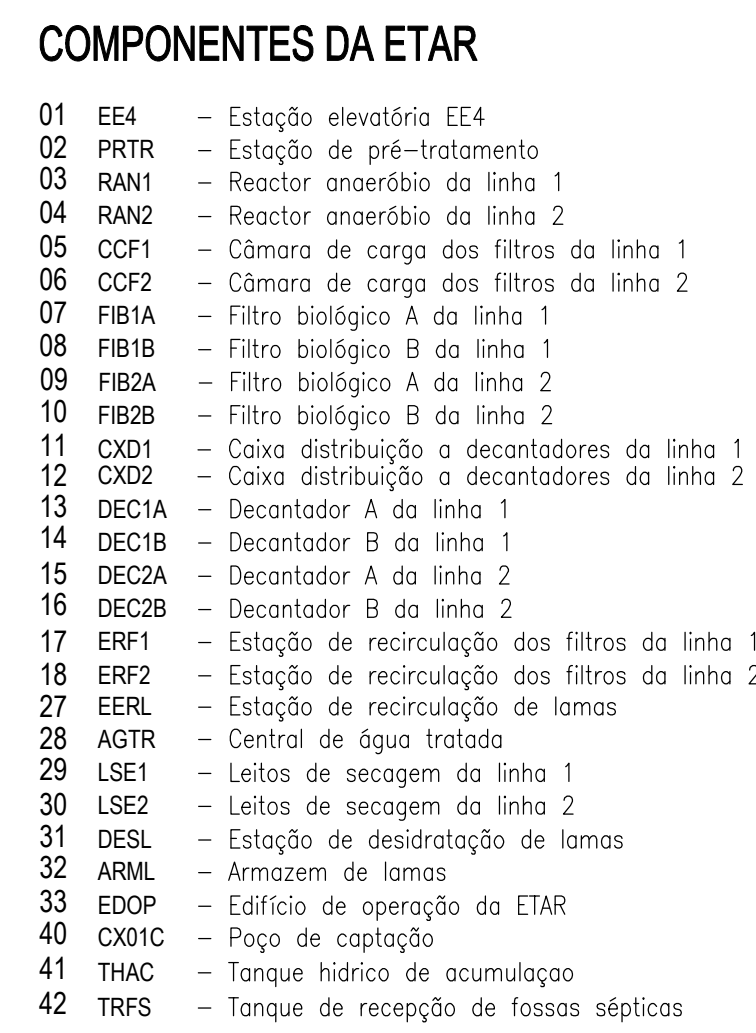 COMPONENTES DA ETAR
01 EE4 – Estação elevatória EE4
02 PRTR – Estação de pré–tratamento
03 RAN1 – Reactor anaeróbio da linha 1
04 RAN2 – Reactor anaeróbio da linha 2
05 CCF1 – Câmara de carga dos filtros da linha 1
06 CCF2 – Câmara de carga dos filtros da linha 2
07 FIB1A – Filtro biológico A da linha 1
08 FIB1B – Filtro biológico B da linha 1
09 FIB2A – Filtro biológico A da linha 2
10 FIB2B – Filtro biológico B da linha 2
11 CXD1 – Caixa distribuição a decantadores da linha 1
12 CXD2 – Caixa distribuição a decantadores da linha 2
13 DEC1A – Decantador A da linha 1
14 DEC1B – Decantador B da linha 1
15 DEC2A – Decantador A da linha 2
16 DEC2B – Decantador B da linha 2
17 ERF1 – Estação de recirculação dos filtros da linha 1
18 ERF2 – Estação de recirculação dos filtros da linha 2
27 EERL – Estação de recirculação de lamas
28 AGTR – Central de água tratada
29 LSE1 – Leitos de secagem da linha 1
30 LSE2 – Leitos de secagem da linha 2
31 DESL – Estação de desidratação de lamas
32 ARML – Armazem de lamas
33 EDOP – Edifício de operação da ETAR
40 CX01C – Poço de captação
41 THAC – Tanque hidrico de acumulaçao
42 TRFS – Tanque de recepção de fossas sépticas